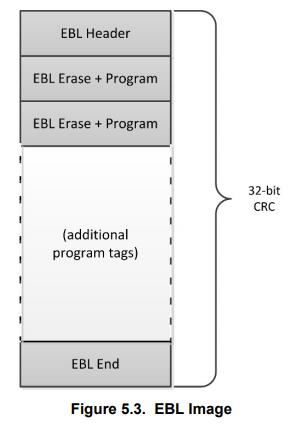 EBL Header
EBL Erase + Program
EBL Erase + Program
(additional
program tags)
EBL End
32-bit
CRC
Figure 5.3. EBL Image